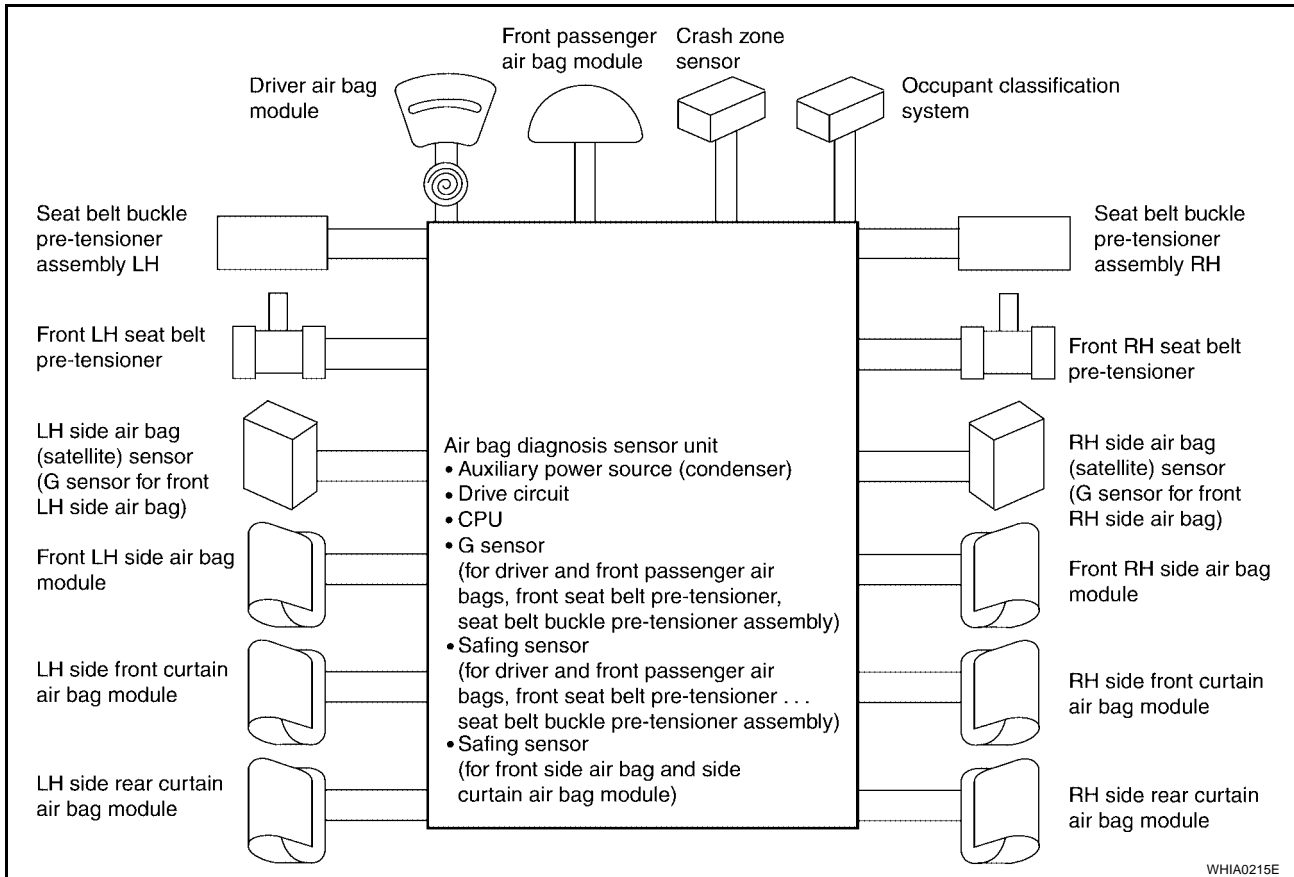 Front passenger
air bag module
Crash zone
sensor
Driver air bag
module
Occupant classification
system
Seat belt buckle
pre-tensioner
assembly LH
Seat belt buckle
pre-tensioner
assembly RH
Front LH seat belt
pre-tensioner
Front RH seat belt
pre-tensioner
LH side air bag
(satellite) sensor
(G sensor for front
LH side air bag)
Air bag diagnosis sensor unit
• Auxiliary power source (condenser)
• Drive circuit
• CPU
• G sensor
(for driver and front passenger air
bags, front seat belt pre-tensioner,
seat belt buckle pre-tensioner assembly)
• Safing sensor
(for driver and front passenger air
bags, front seat belt pre-tensioner . . .
seat belt buckle pre-tensioner assembly)
• Safing sensor
(for front side air bag and side
curtain air bag module)
RH side air bag
(satellite) sensor
(G sensor for front
RH side air bag)
Front LH side air bag
module
Front RH side air bag
module
LH side front curtain
air bag module
RH side front curtain
air bag module
LH side rear curtain
air bag module
RH side rear curtain
air bag module
WHIA0215E